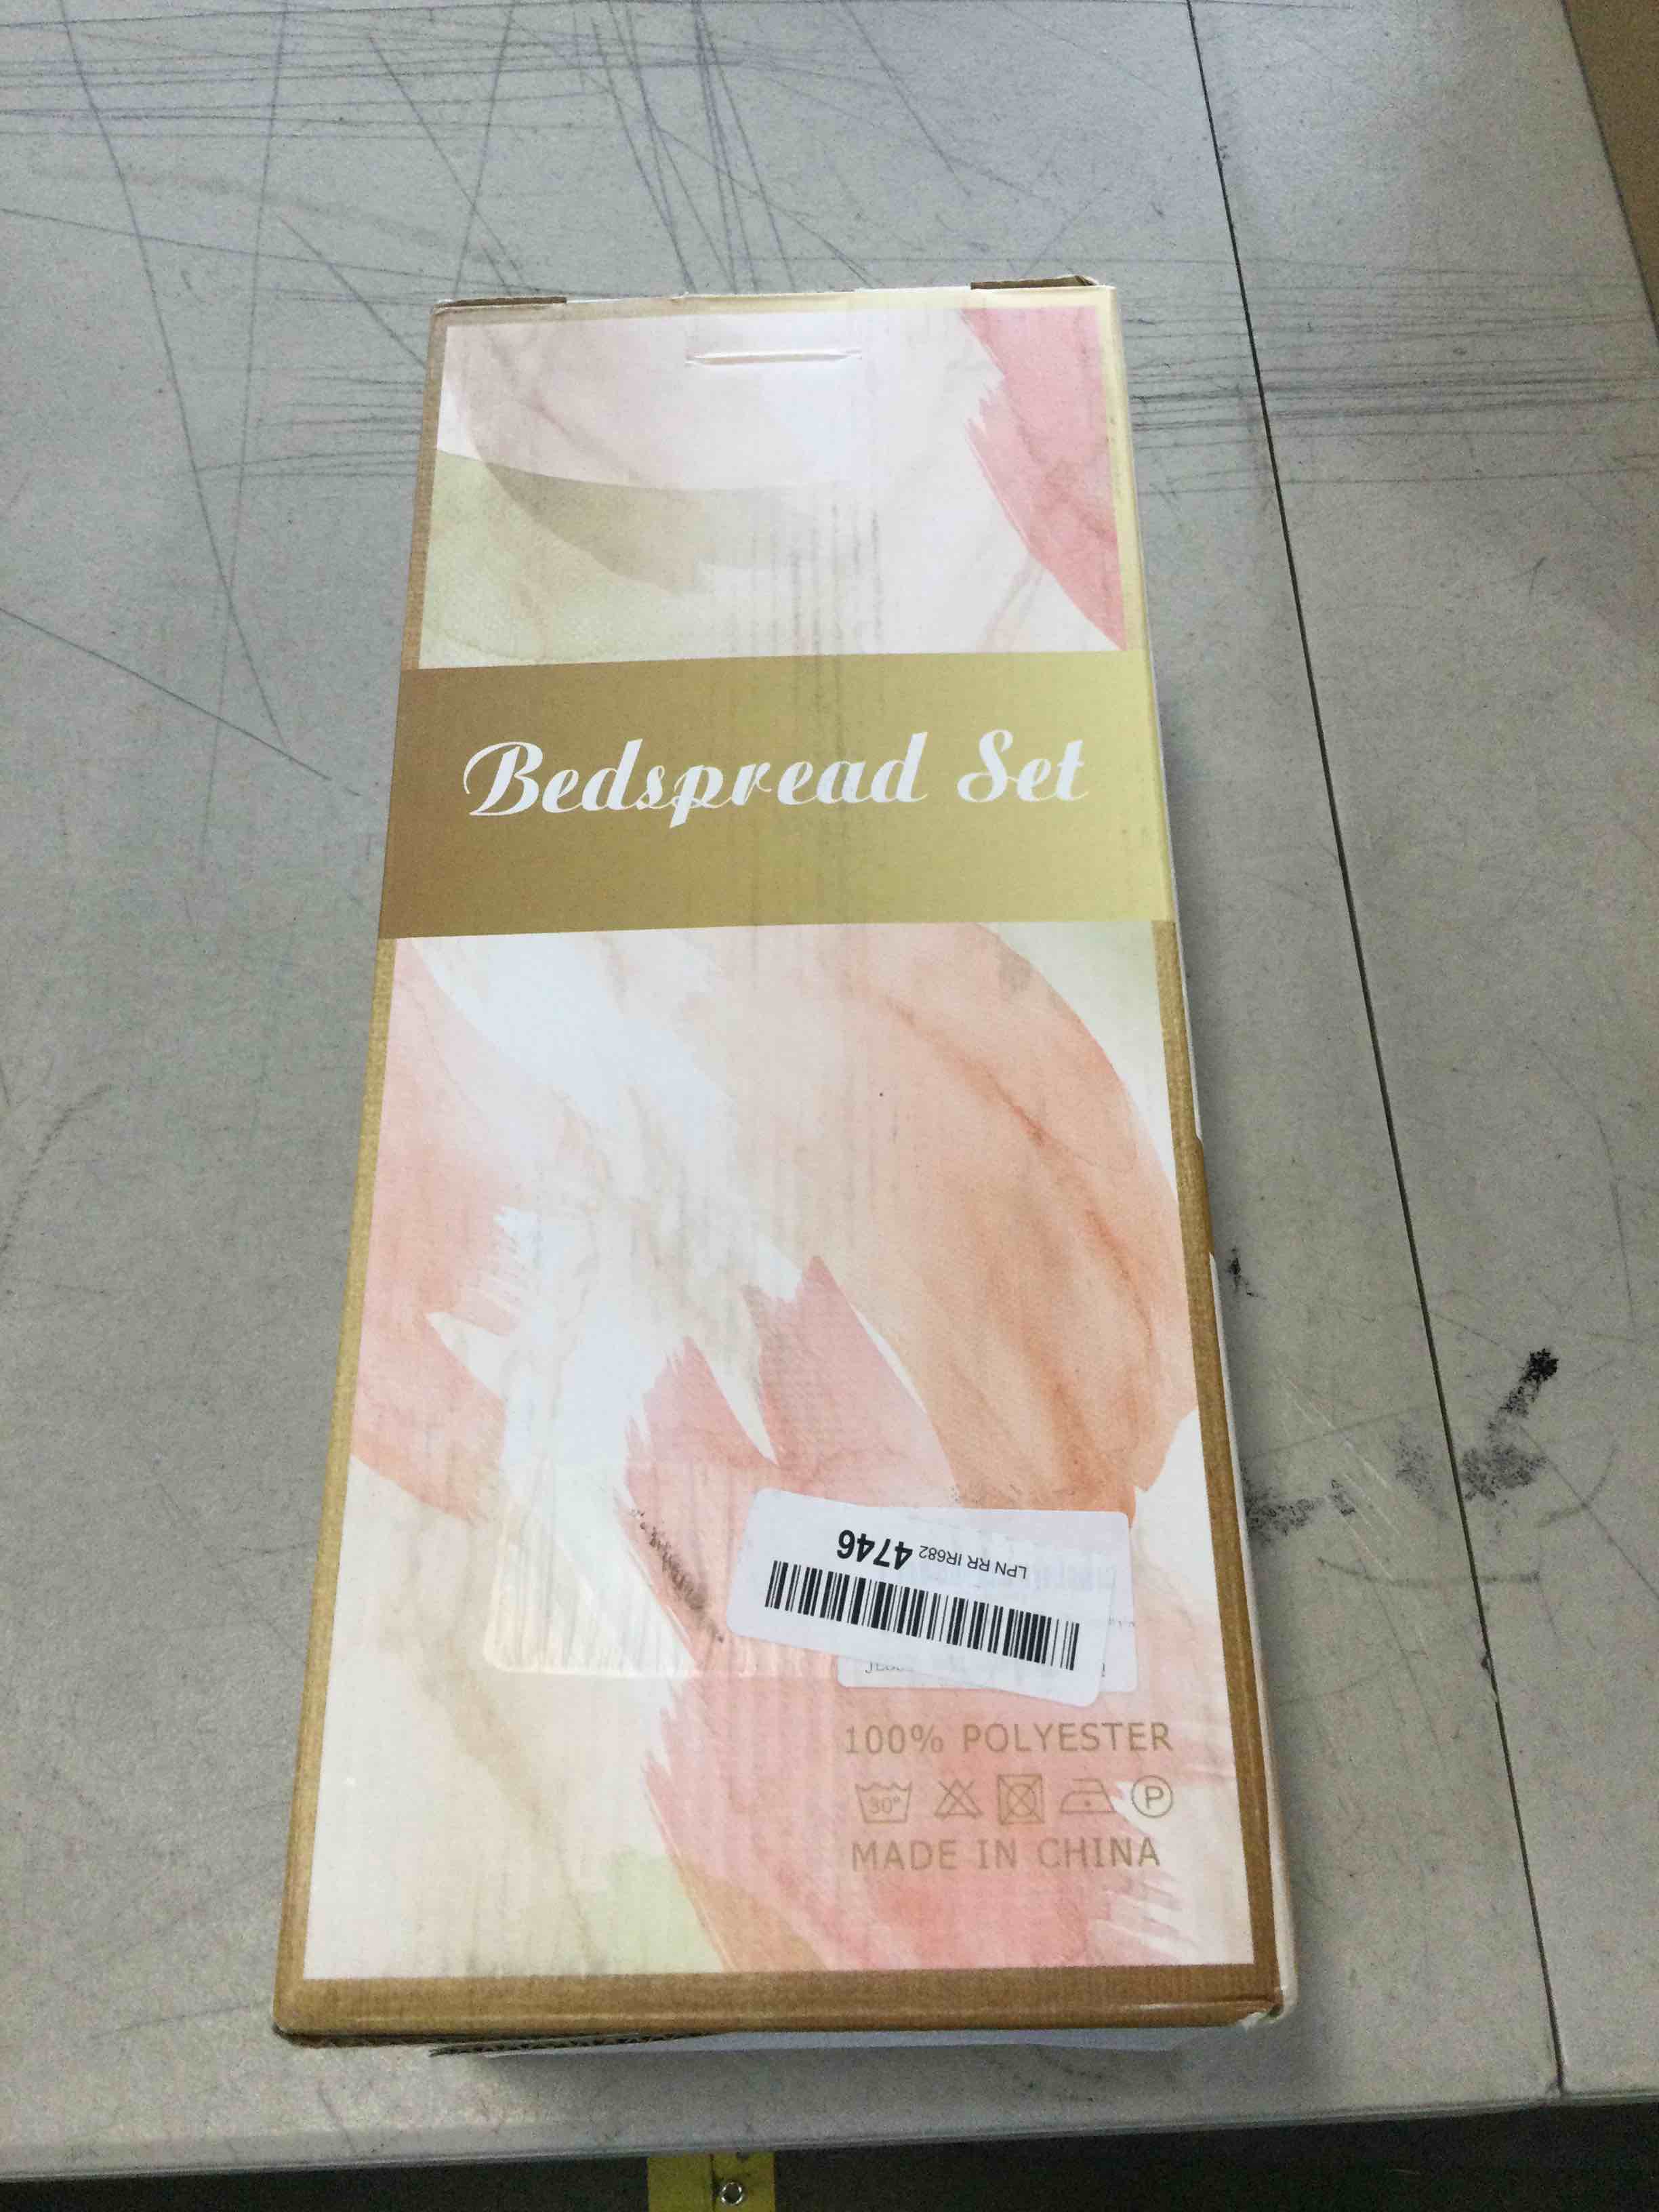 Bedspread Set
LPN RR IR682 4746
100% POLYESTER
30° P
MADE IN CHINA